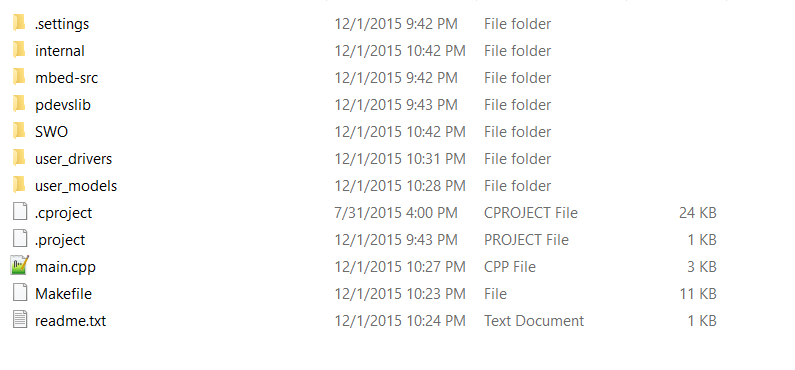 .settings 12/1/2015 9:42 PM File folder
internal 12/1/2015 10:42 PM File folder
mbed-src 12/1/2015 9:42 PM File folder
pdevslib 12/1/2015 9:43 PM File folder
SWO 12/1/2015 10:42 PM File folder
user_drivers 12/1/2015 10:31 PM File folder
user_models 12/1/2015 10:28 PM File folder
.cproject 7/31/2015 4:00 PM CPROJECT File 24 KB
.project 12/1/2015 9:43 PM PROJECT File 1 KB
main.cpp 12/1/2015 10:27 PM CPP File 3 KB
Makefile 12/1/2015 10:23 PM File 11 KB
readme.txt 12/1/2015 10:24 PM Text Document 1 KB